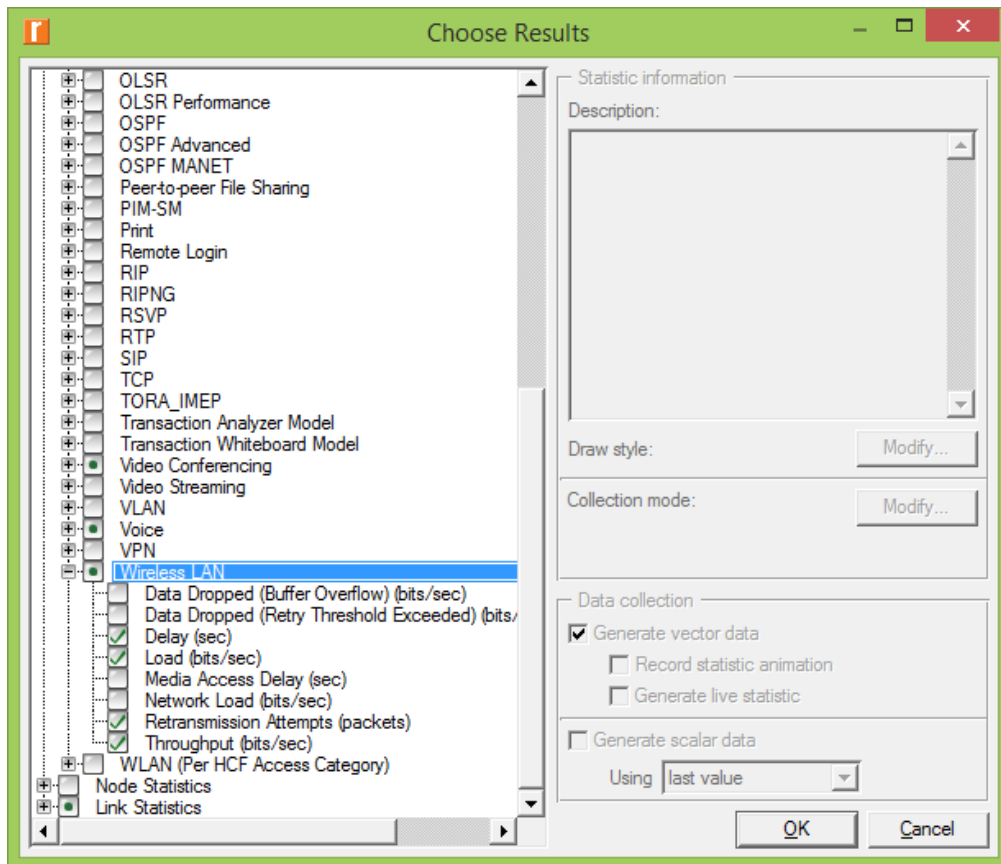 r
Choose Results
OLSR
OLSR Performance
OSPF
OSPF Advanced
OSPF MANET
Peer-to-peer File Sharing
PIM-SM
Print
Remote Login
RIP
RIPNG
RSVP
RTP
SIP
TCP
TORA_IMEP
Transaction Analyzer Model
Transaction Whiteboard Model
Video Conferencing
Video Streaming
VLAN
Voice
VPN
Wireless LAN
Data Dropped (Buffer Overflow) (bits/sec)
Data Dropped (Retry Threshold Exceeded) (bits/
Delay (sec)
Load (bits/sec)
Media Access Delay (sec)
Network Load (bits/sec)
Retransmission Attempts (packets)
Throughput (bits/sec)
WLAN (Per HCF Access Category)
Node Statistics
Link Statistics
Statistic information
Description:
Draw style:
Modify...
Collection mode:
Modify...
Data collection
Generate vector data
Record statistic animation
Generate live statistic
Generate scalar data
Using last value
OK
Cancel